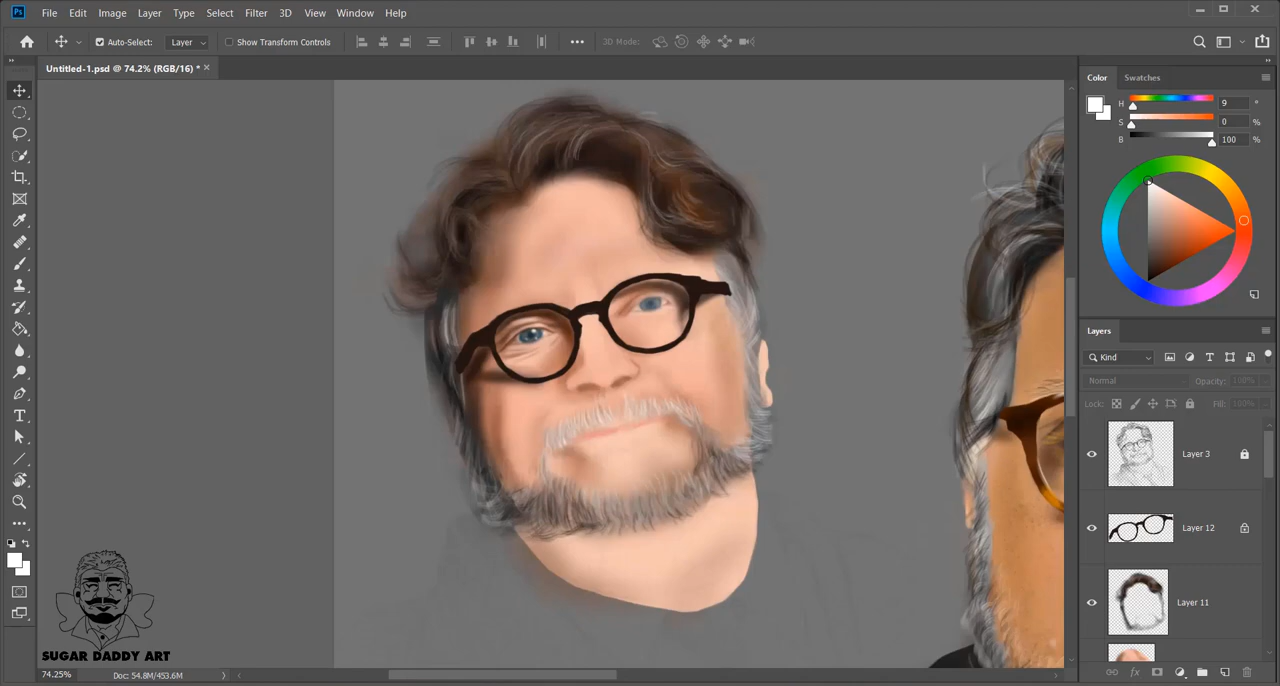 Ps File Edit Image Layer Type Select Filter 3D View Window Help
Auto-Select: Layer Show Transform Controls 3D Mode:
Untitled-1.psd @ 74.2% (RGB/16) * ×
Color Swatches
H 9 °
S 0 %
B 100 %
Layers
Kind
Normal Opacity: 100%
Lock: Fill: 100%
Layer 3
Layer 12
Layer 11
SUGAR DADDY ART
74.25% Doc: 54.8M/453.6M